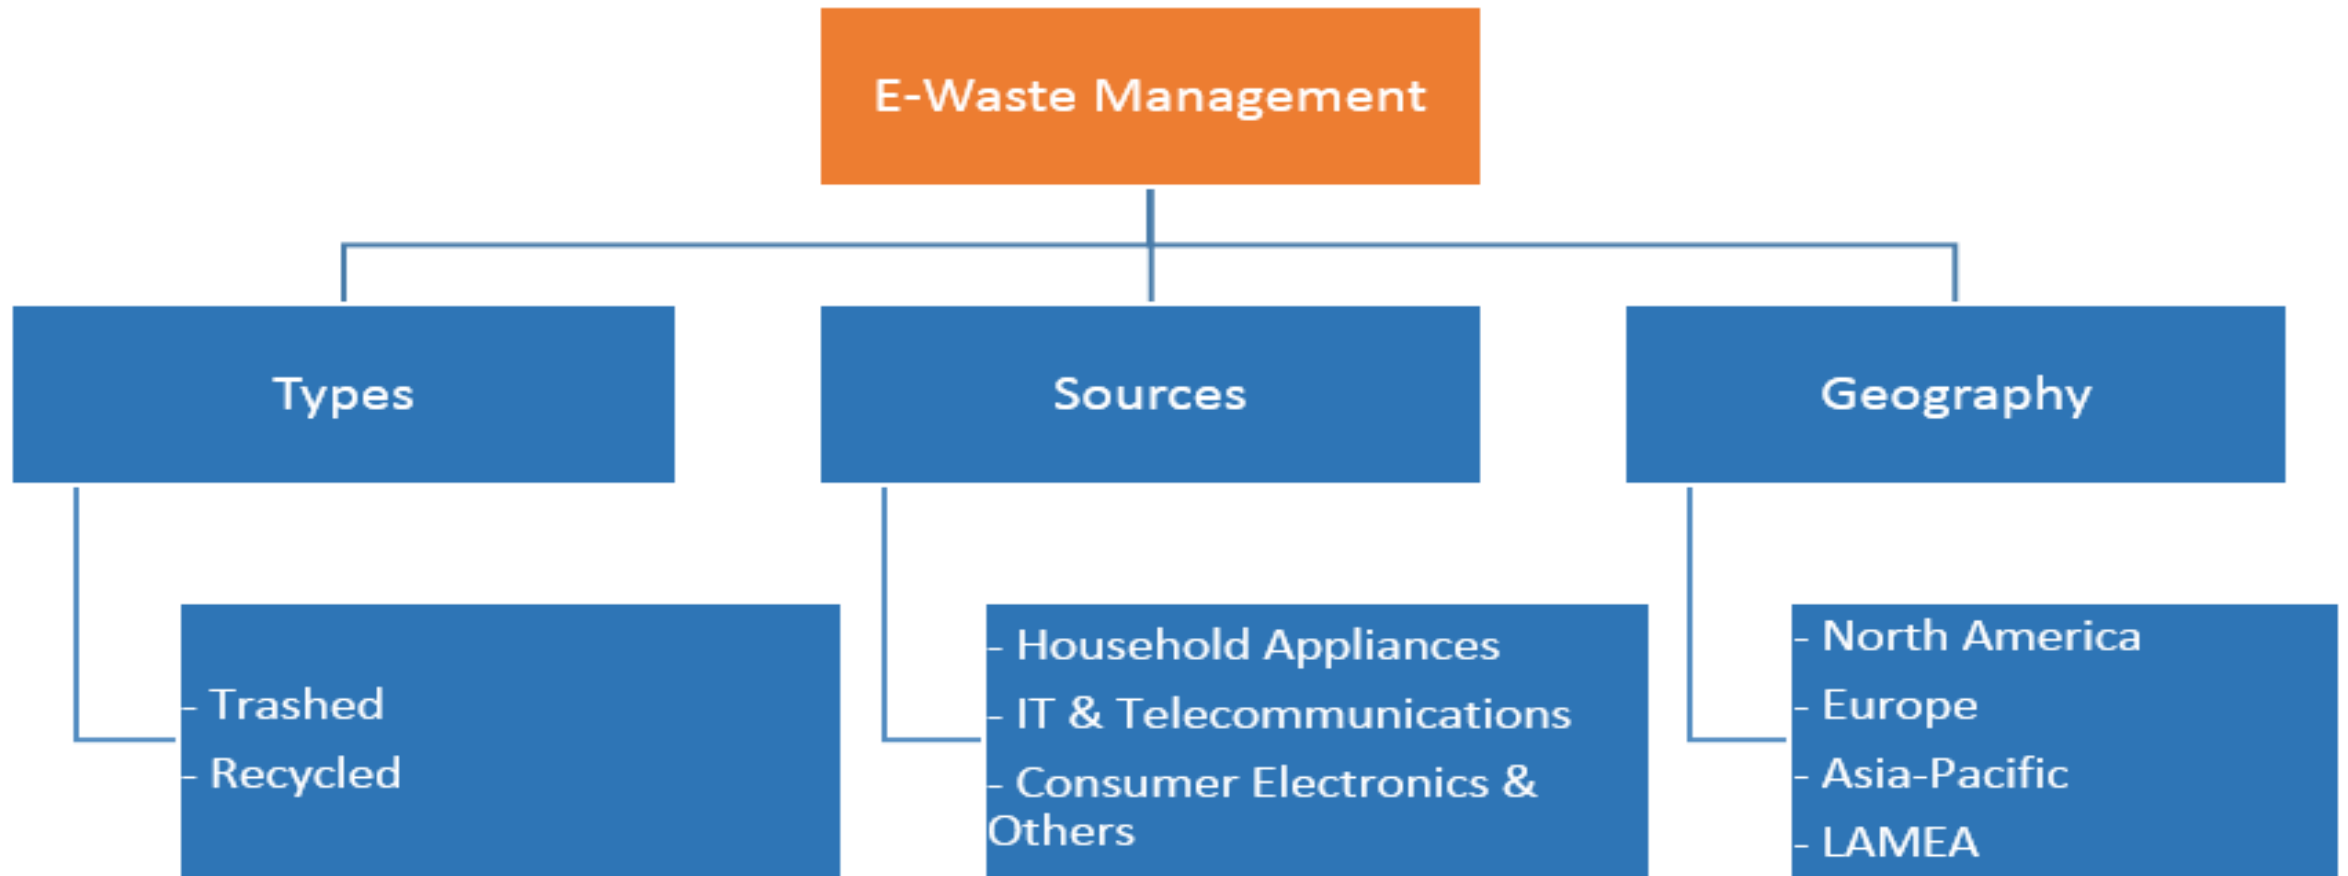 E-Waste Management
Types
Sources
Geography
- Trashed
- Recycled
- Household Appliances
- IT & Telecommunications
- Consumer Electronics &
Others
- North America
- Europe
- Asia-Pacific
- LAMEA